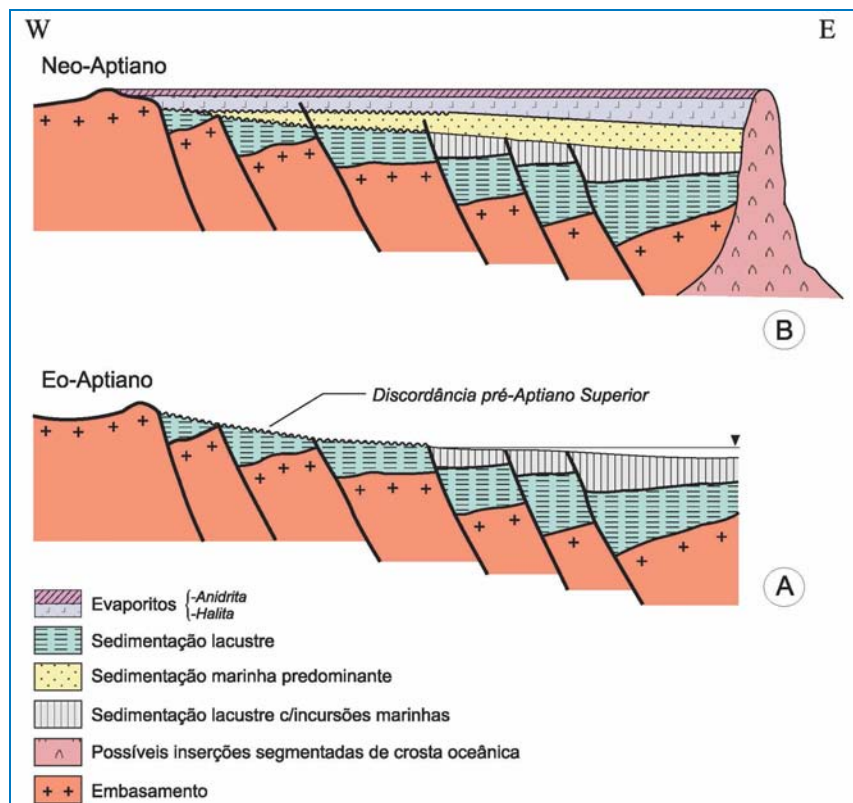 W
E
Neo-Aptiano
B
Eo-Aptiano
Discordância pré-Aptiano Superior
A
Evaporitos {-Anidrita
-Halita
Sedimentação lacustre
Sedimentação marinha predominante
Sedimentação lacustre c/incursões marinhas
Possíveis inserções segmentadas de crosta oceânica
Embasamento